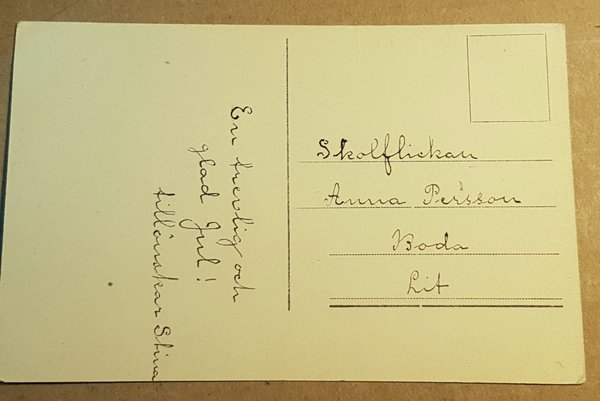 En trevlig och
glad Jul!
tillönskar Stina
Skolflickan
Anna Persson
Boda
Lit